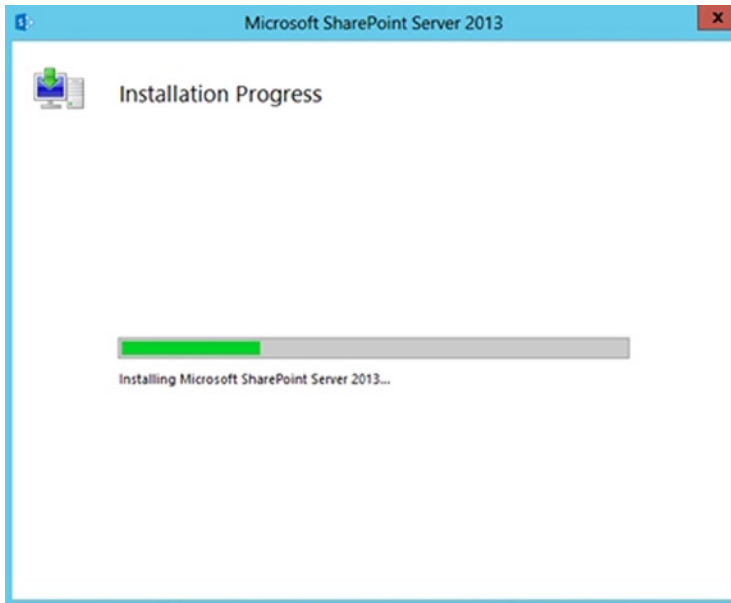 Microsoft SharePoint Server 2013
Installation Progress
Installing Microsoft SharePoint Server 2013...